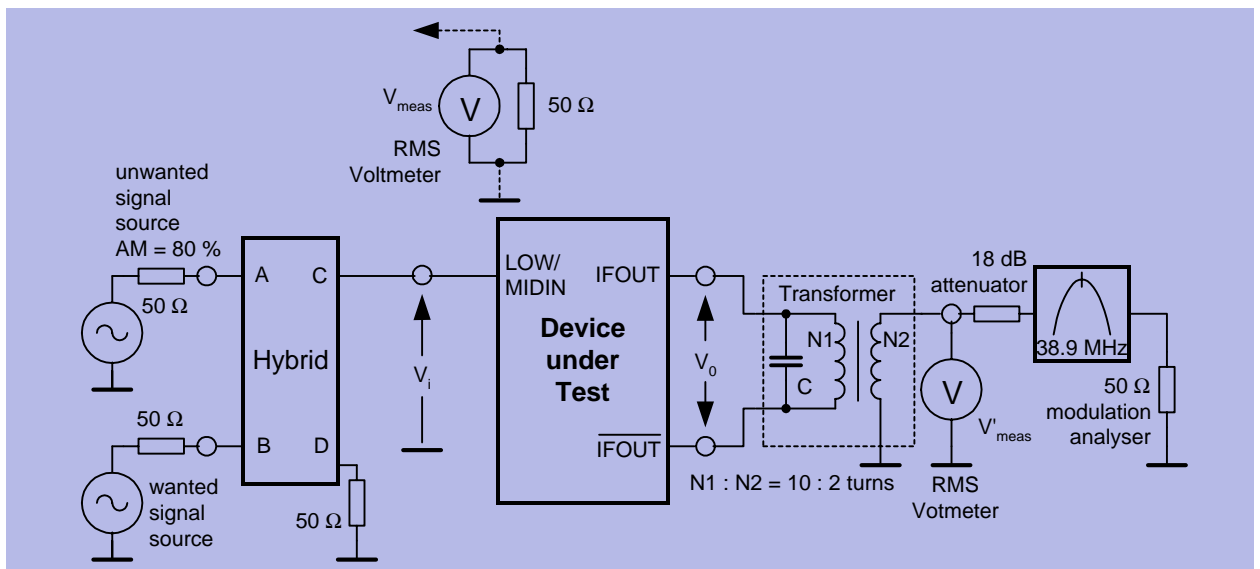 V meas
V
50 Ω
RMS
Voltmeter
unwanted
signal
source
AM = 80 %
50 Ω
A
C
Hybrid
B
D
50 Ω
wanted
signal
source
50 Ω
Vi
LOW/
MIDIN
IFOUT
Device
under
Test
IFOUT
V0
Transformer
N1
N2
C
N1 : N2 = 10 : 2 turns
18 dB
attenuator
V
V'meas
RMS
Votmeter
38.9 MHz
50 Ω
modulation
analyser